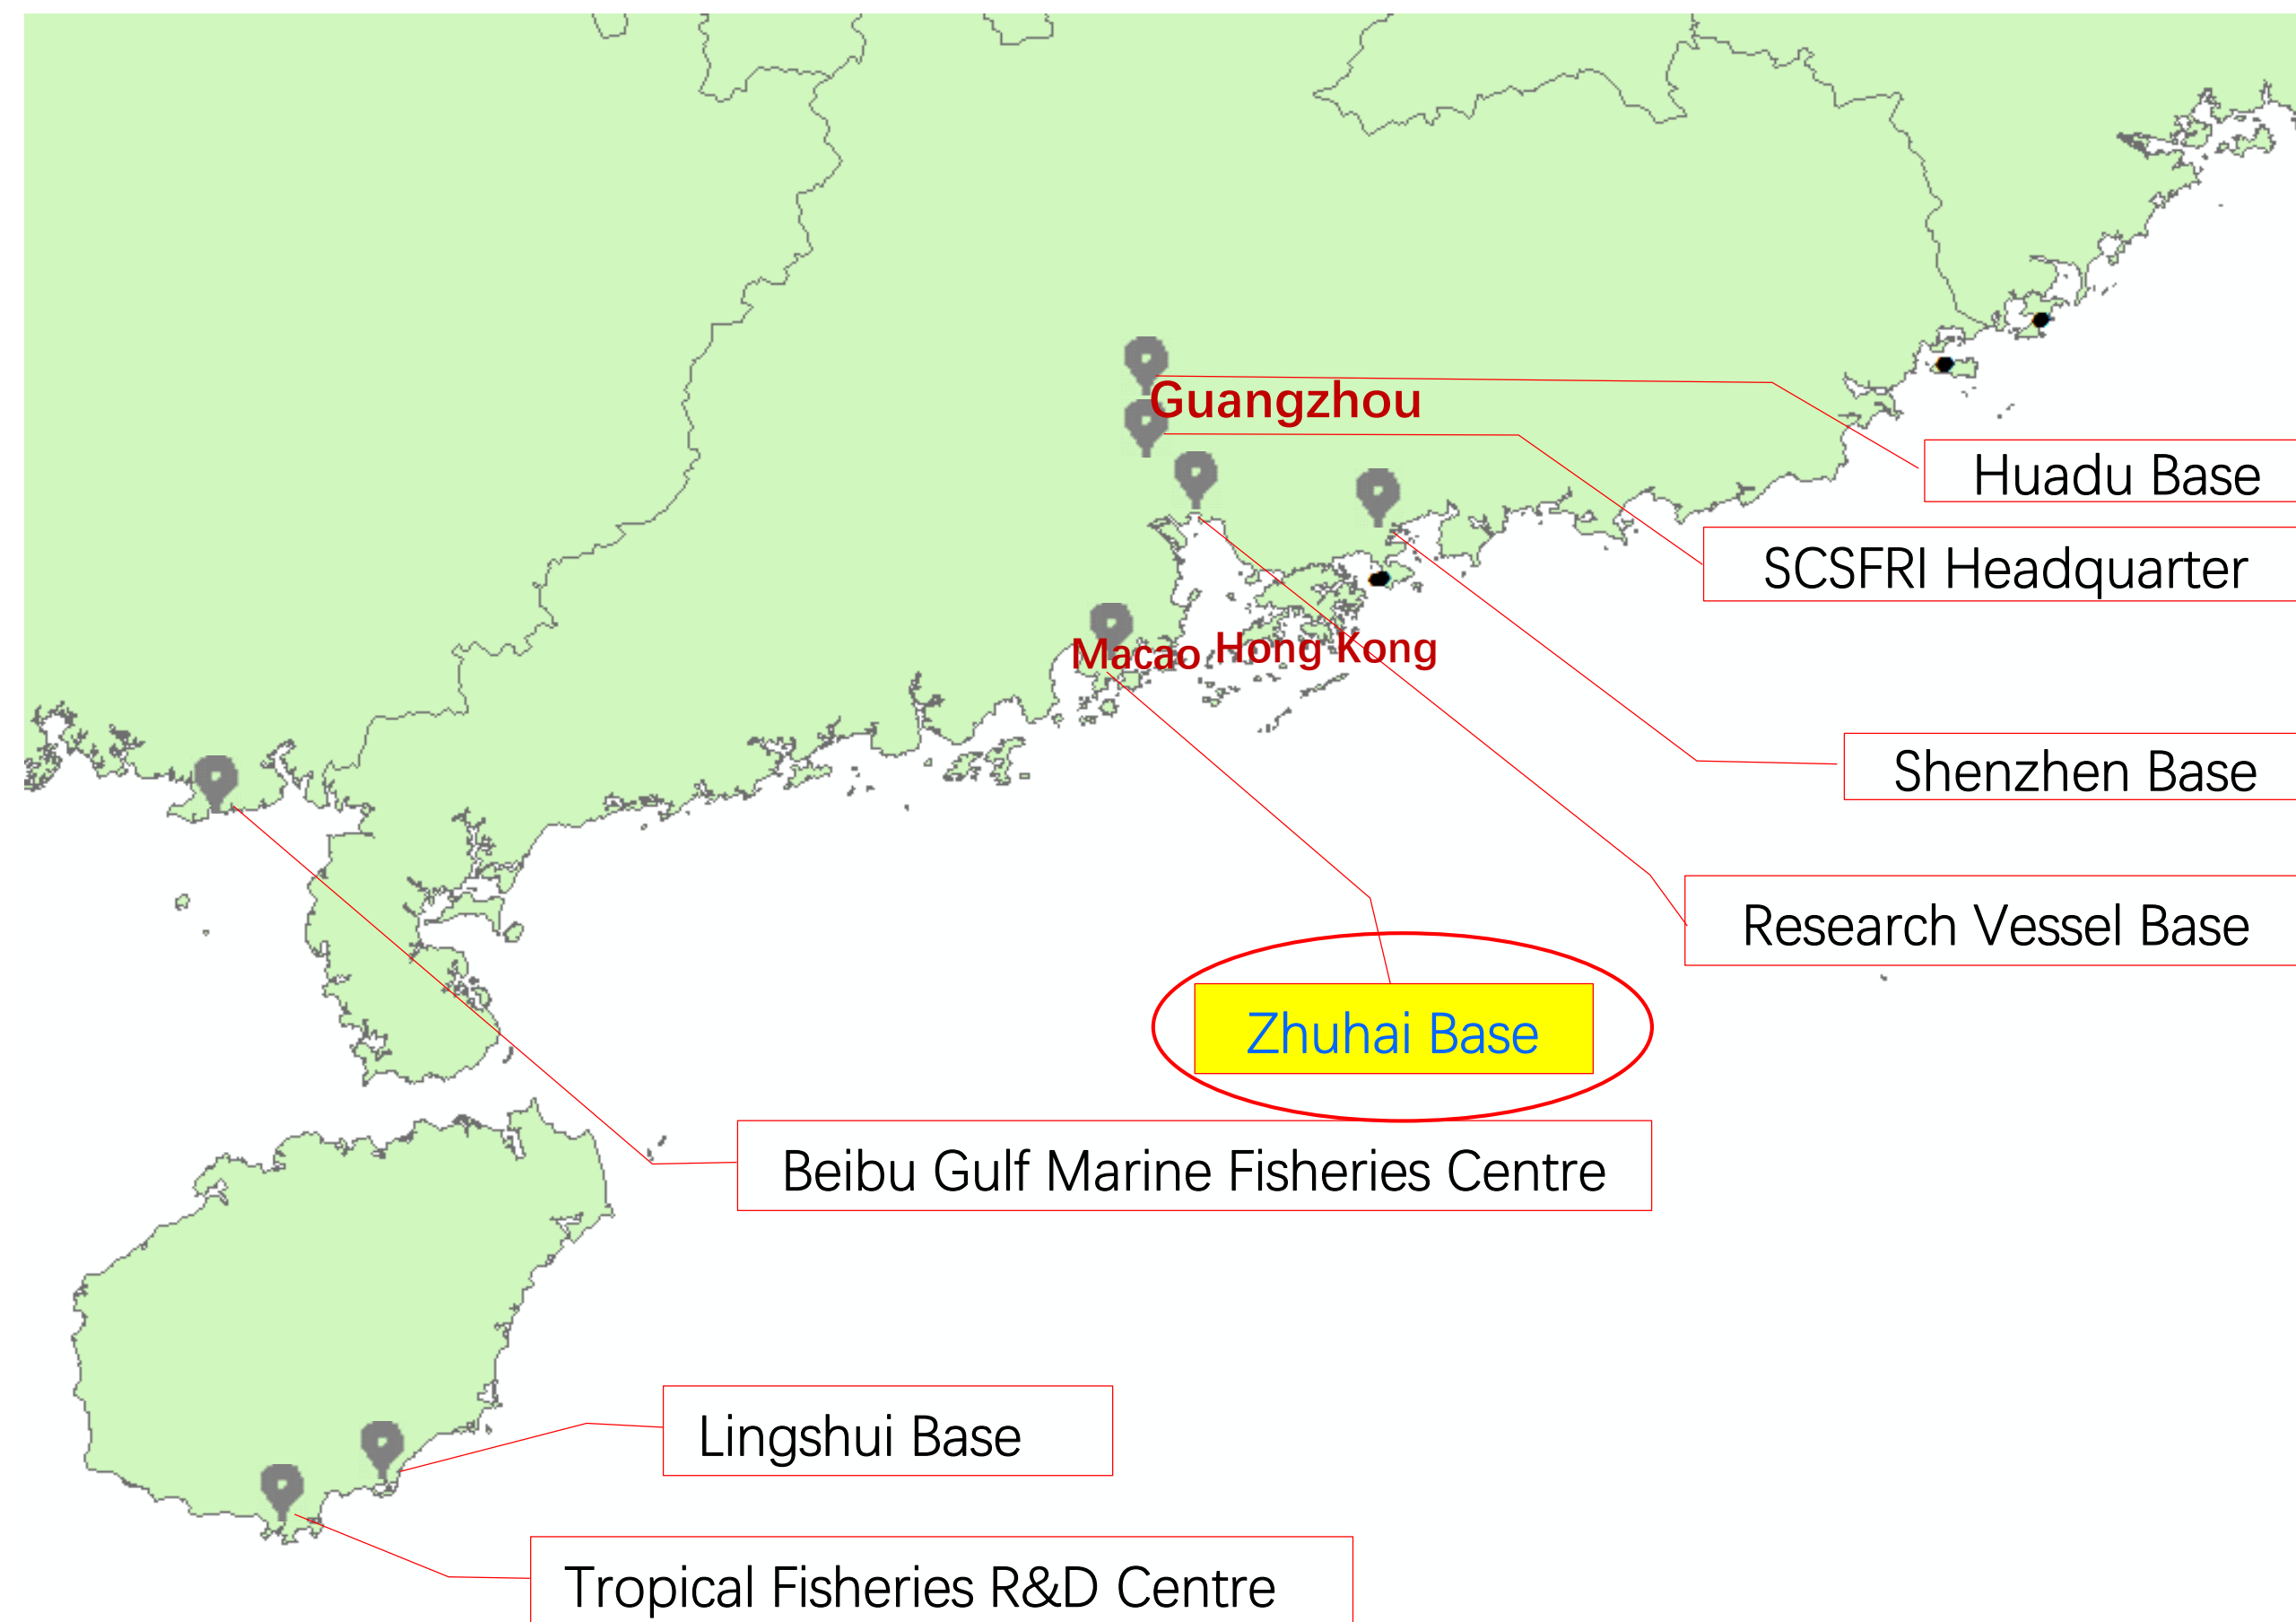 Guangzhou
Huadu Base
SCSFRI Headquarter
Macao
Hong Kong
Shenzhen Base
Research Vessel Base
Zhuhai Base
Beibu Gulf Marine Fisheries Centre
Lingshui Base
Tropical Fisheries R&D Centre